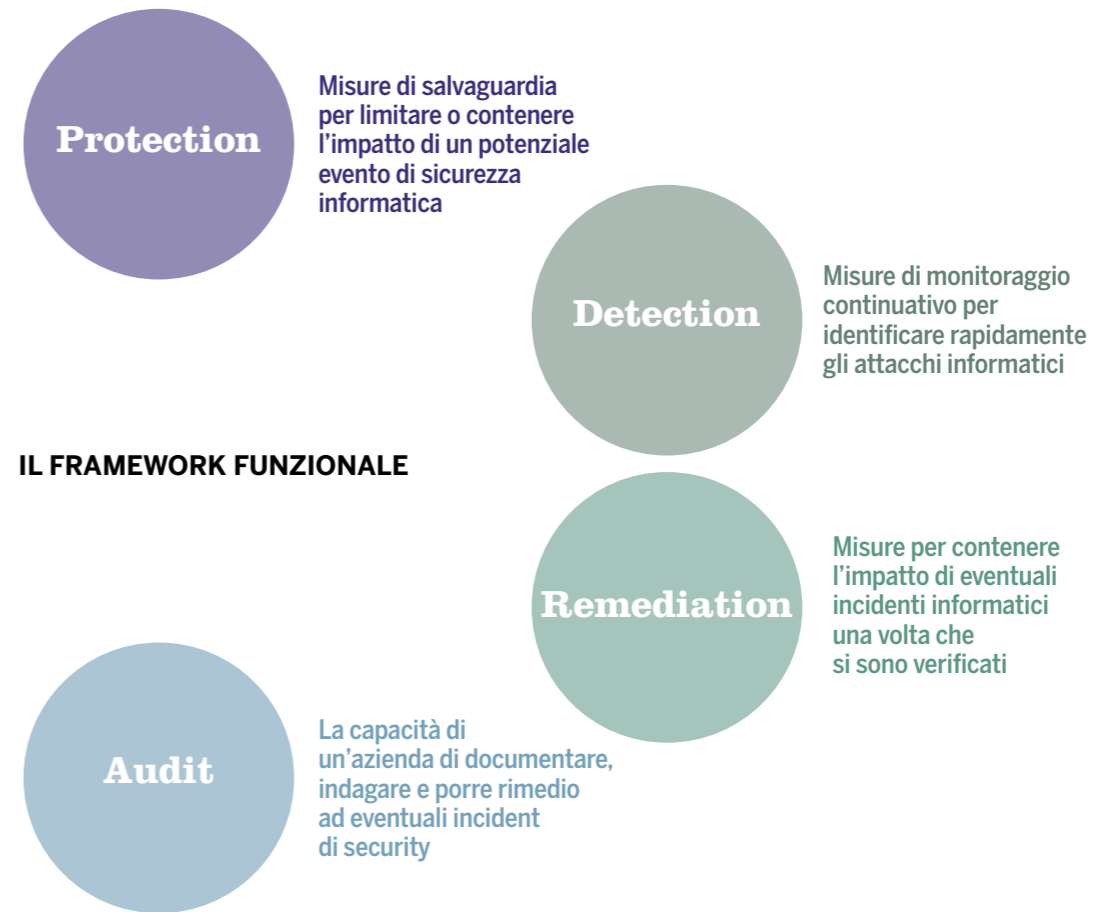 Protection
Misure di salvaguardia
per limitare o contenere
l’impatto di un potenziale
evento di sicurezza
informatica
Detection
Misure di monitoraggio
continuativo per
identificare rapidamente
gli attacchi informatici
IL FRAMEWORK FUNZIONALE
Remediation
Misure per contenere
l’impatto di eventuali
incidenti informatici
una volta che
si sono verificati
Audit
La capacità di
un’azienda di documentare,
indagare e porre rimedio
ad eventuali incident
di security